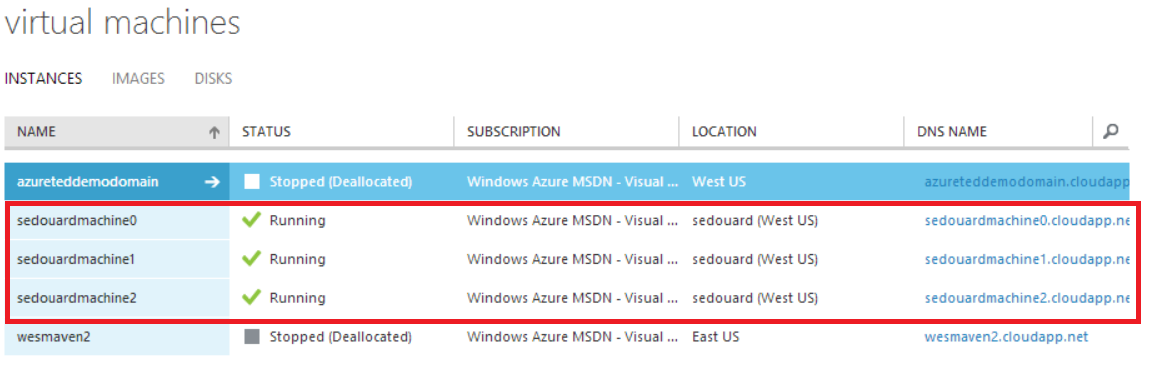 virtual machines
INSTANCES IMAGES DISKS
NAME STATUS SUBSCRIPTION LOCATION DNS NAME
azureteddemodomain Stopped (Deallocated) Windows Azure MSDN - Visual ... West US azureteddemodomain.cloudapp
sedouardmachine0 Running Windows Azure MSDN - Visual ... sedouard (West US) sedouardmachine0.cloudapp.ne
sedouardmachine1 Running Windows Azure MSDN - Visual ... sedouard (West US) sedouardmachine1.cloudapp.ne
sedouardmachine2 Running Windows Azure MSDN - Visual ... sedouard (West US) sedouardmachine2.cloudapp.ne
wesmaven2 Stopped (Deallocated) Windows Azure MSDN - Visual ... East US wesmaven2.cloudapp.net